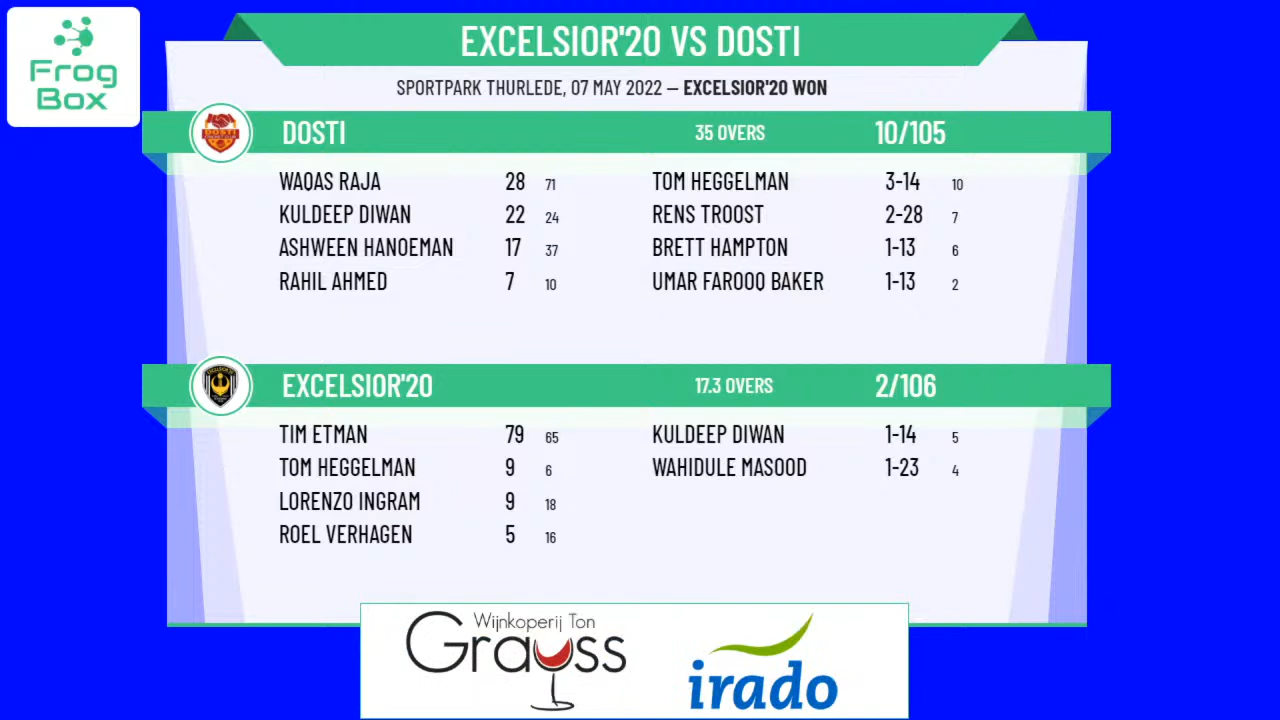 Frog
Box
EXCELSIOR'20 VS DOSTI
SPORTPARK THURLEDE, 07 MAY 2022 – EXCELSIOR'20 WON
DOSTI 35 OVERS 10/105
WAQAS RAJA 28 71 TOM HEGGELMAN 3-14 10
KULDEEP DIWAN 22 24 RENS TROOST 2-28 7
ASHWEEN HANOEMAN 17 37 BRETT HAMPTON 1-13 6
RAHIL AHMED 7 10 UMAR FAROOQ BAKER 1-13 2
EXCELSIOR'20 17.3 OVERS 2/106
TIM ETMAN 79 65 KULDEEP DIWAN 1-14 5
TOM HEGGELMAN 9 6 WAHIDULE MASOOD 1-23 4
LORENZO INGRAM 9 18
ROEL VERHAGEN 5 16
Wijnkoperij Ton
Grauss
irado